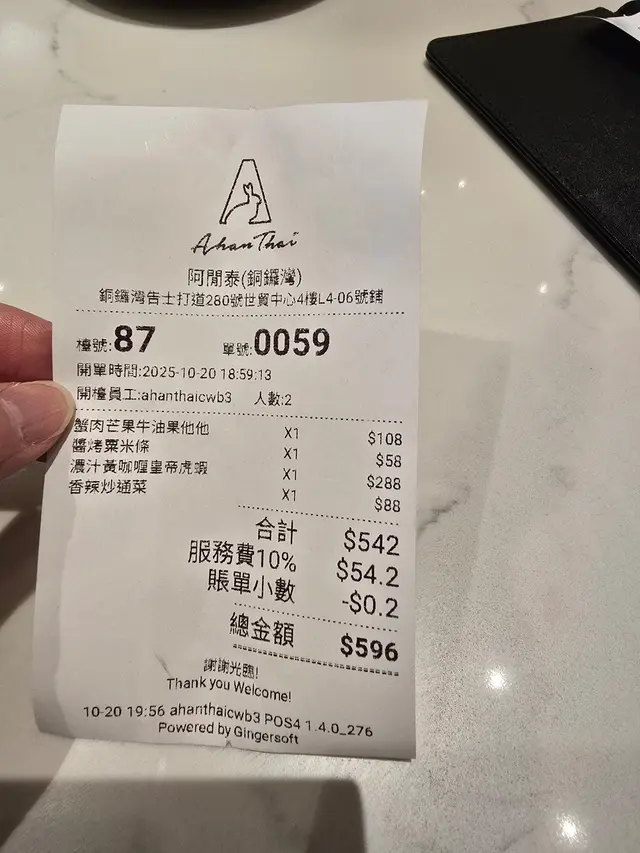 Ahan Thai
阿閒泰(銅鑼灣)
銅鑼灣告士打道280號世貿中心4樓L4-06號鋪
檯號:87 單號:0059
開單時間:2025-10-20 18:59:13
開檯員工:ahanthaicwb3 人數:2
蟹肉芒果牛油果他他 X1 $108
醬烤粟米條 X1 $58
濃汁黃咖喱皇帝虎蝦 X1 $288
香辣炒通菜 X1 $88
合計 $542
服務費10% $54.2
賬單小數 -$0.2
總金額 $596
謝謝光臨!
Thank you Welcome!
10-20 19:56 ahanthaicwb3 POS4 1.4.0_276
Powered by Gingersoft